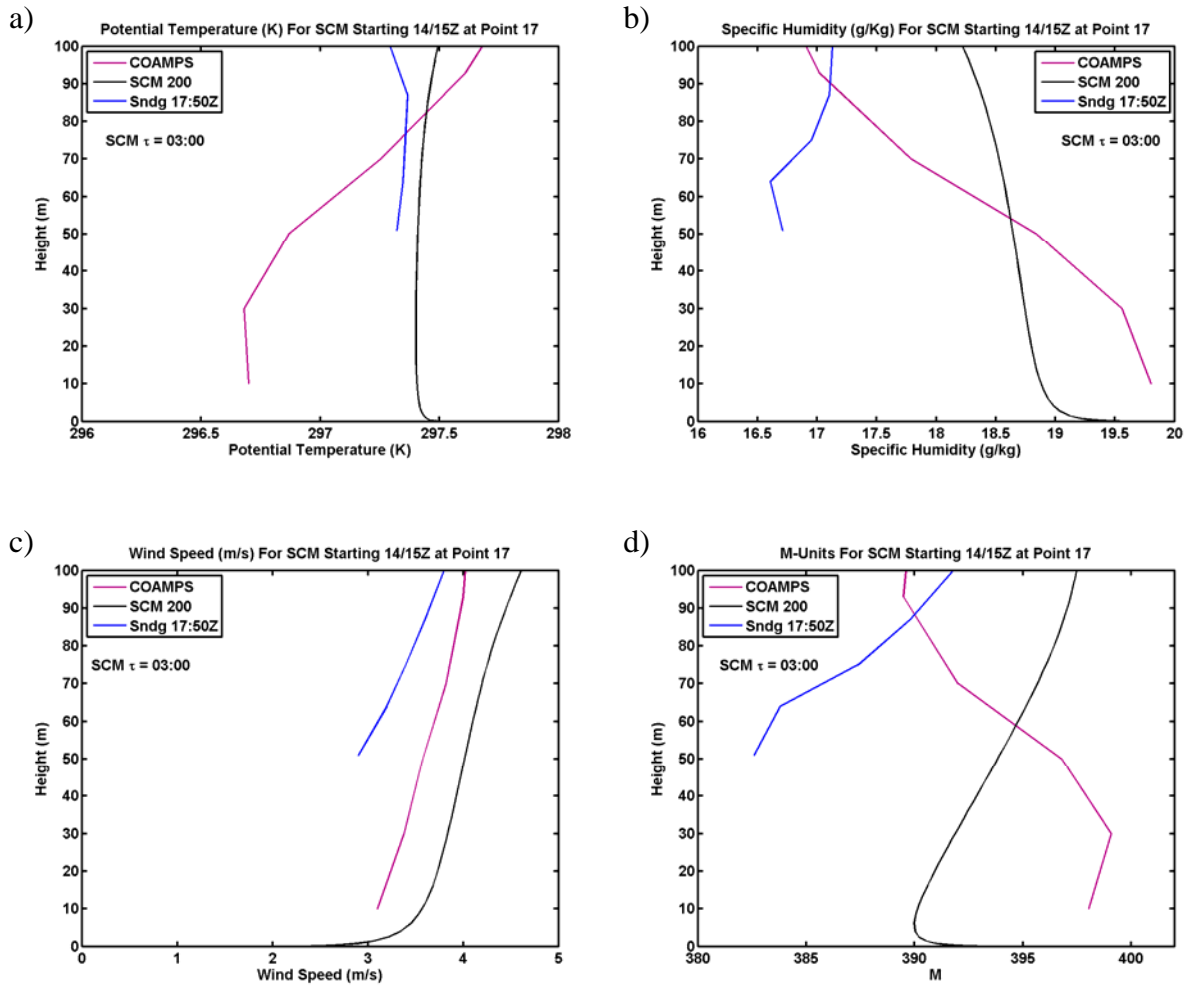 a)
Potential Temperature (K) For SCM Starting 14/15Z at Point 17
100
90
80
70
60
50
40
30
20
10
0
Height (m)
COAMPS
SCM 200
Sndg 17:50Z
SCM τ = 03:00
296
296.5
297
297.5
298
Potential Temperature (K)
b)
Specific Humidity (g/Kg) For SCM Starting 14/15Z at Point 17
100
90
80
70
60
50
40
30
20
10
0
Height (m)
COAMPS
SCM 200
Sndg 17:50Z
SCM τ = 03:00
16
16.5
17
17.5
18
18.5
19
19.5
20
Specific Humidity (g/kg)
c)
Wind Speed (m/s) For SCM Starting 14/15Z at Point 17
100
90
80
70
60
50
40
30
20
10
0
Height (m)
COAMPS
SCM 200
Sndg 17:50Z
SCM τ = 03:00
0
1
2
3
4
5
Wind Speed (m/s)
d)
M-Units For SCM Starting 14/15Z at Point 17
100
90
80
70
60
50
40
30
20
10
0
Height (m)
COAMPS
SCM 200
Sndg 17:50Z
SCM τ = 03:00
380
385
390
395
400
M